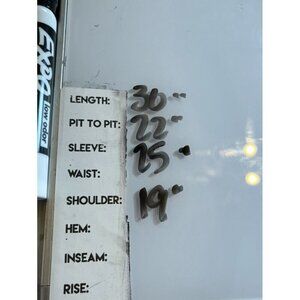 EXPO low odor
LENGTH: 30"
PIT TO PIT: 22"
SLEEVE: 25"
WAIST:
SHOULDER: 19"
HEM:
INSEAM:
RISE: